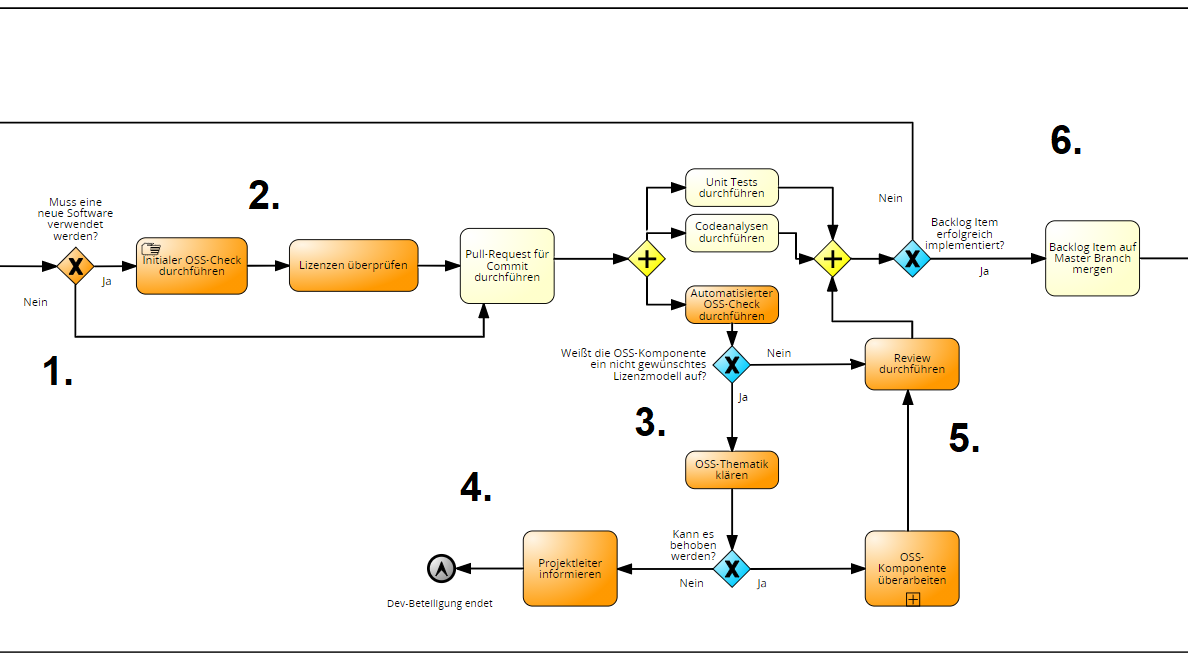 6.
2.
Muss eine
neue Software
verwendet
werden?
Ja
Nein
1.
Initialer OSS-Check
durchführen
Lizenzen überprüfen
Pull-Request für
Commit
durchführen
Unit Tests
durchführen
Codeanalysen
durchführen
Automatisierter
OSS-Check
durchführen
Nein
Backlog Item
erfolgreich
implementiert?
Ja
Backlog Item auf
Master Branch
mergen
Weißt die OSS-Komponente
ein nicht gewünschtes
Lizenzmodell auf?
Nein
Ja
Review
durchführen
3.
5.
OSS-Thematik
klären
4.
Kann es
behoben
werden?
Nein
Ja
Projektleiter
informieren
Dev-Beteiligung endet
OSS-
Komponente
überarbeiten